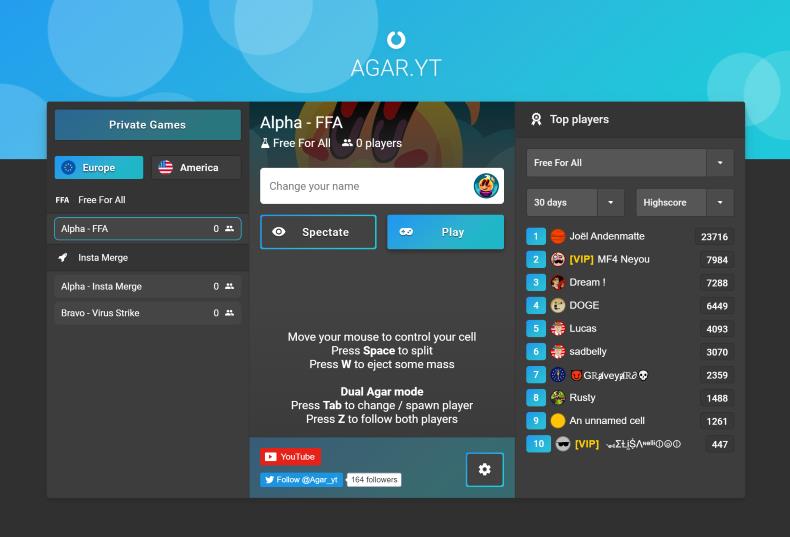 AGAR.YT
Private Games
Europe
America
FFA Free For All
Alpha - FFA 0
Insta Merge
Alpha - Insta Merge 0
Bravo - Virus Strike 0
Alpha - FFA
Free For All 0 players
Change your name
Spectate
Play
Move your mouse to control your cell
Press Space to split
Press W to eject some mass
Dual Agar mode
Press Tab to change / spawn player
Press Z to follow both players
YouTube
Follow @Agar_yt 164 followers
Top players
Free For All
30 days
Highscore
1 Joël Andenmatte 23716
2 [VIP] MF4 Neyou 7984
3 Dream ! 7288
4 DOGE 6449
5 Lucas 4093
6 sadbelly 3070
7 2359
8 Rusty 1488
9 An unnamed cell 1261
10 [VIP] 447